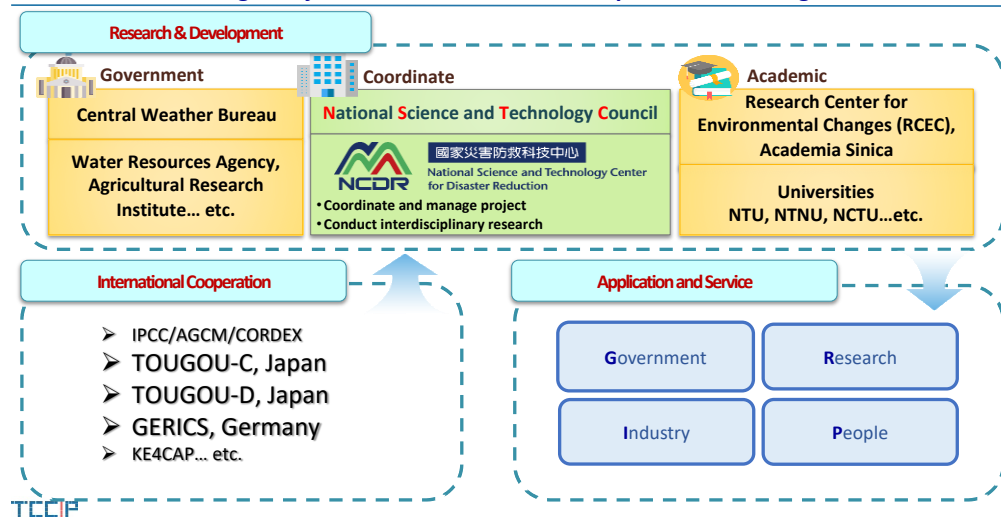 Research & Development
Government
Central Weather Bureau
Water Resources Agency,
Agricultural Research
Institute… etc.
Coordinate
National Science and Technology Council
NCDR
國家災害防救科技中心
National Science and Technology Center
for Disaster Reduction
•Coordinate and manage project
•Conduct interdisciplinary research
Academic
Research Center for
Environmental Changes (RCEC),
Academia Sinica
Universities
NTU, NTNU, NCTU…etc.
International Cooperation
➢ IPCC/AGCM/CORDEX
➢ TOUGOU-C, Japan
➢ TOUGOU-D, Japan
➢ GERICS, Germany
➢ KE4CAP… etc.
Application and Service
Government
Research
Industry
People
TCCIP